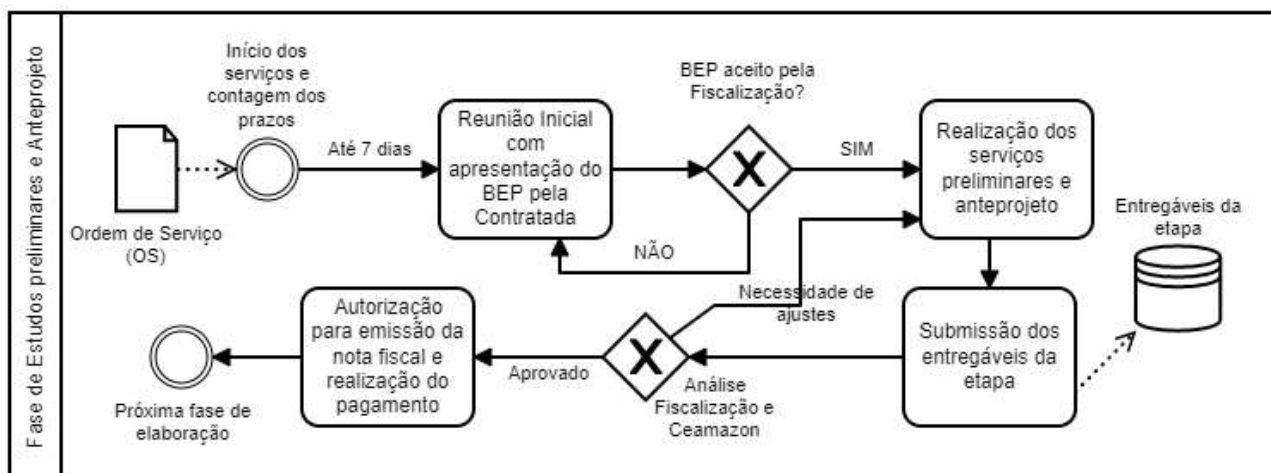 Fase de Estudos preliminares e Anteprojeto
Ordem de Serviço
(OS)
Início dos
serviços e
contagem dos
prazos
Até 7 dias
Reunião Inicial
com
apresentação do
BEP pela
Contratada
BEP aceito pela
Fiscalização?
SIM
NÃO
Realização dos
serviços
preliminares e
anteprojeto
Entregáveis da
etapa
Submissão dos
entregáveis da
etapa
Necessidade de
ajustes
Análise
Fiscalização e
Ceamazon
Aprovado
Autorização
para emissão da
nota fiscal e
realização do
pagamento
Próxima fase de
elaboração